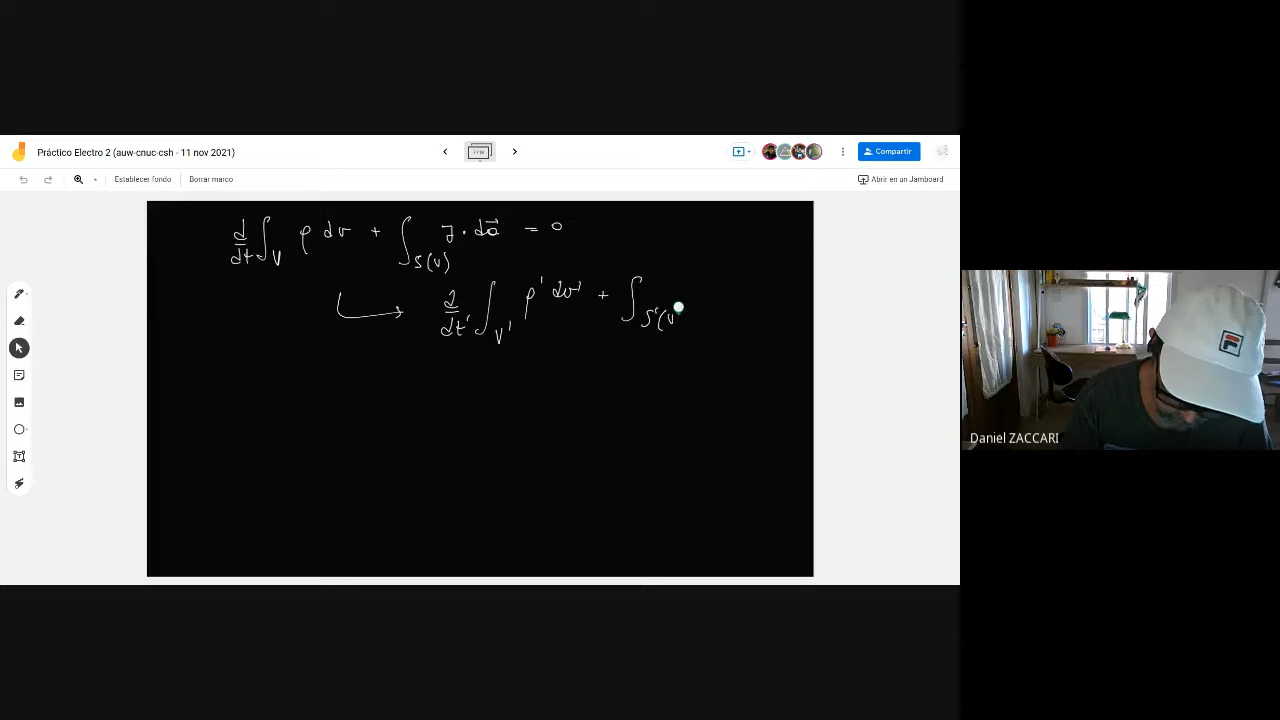 Práctico Electro 2 (auw-cnuc-csh - 11 nov 2021)
Compartir
Establecer fondo
Borrar marco
Abrir en un Jamboard
d/dt ∫_V ρ dv + ∫_S(V) J · da⃗ = 0
d/dt' ∫_V' ρ' dv' + ∫_S'(V'
FILA
Daniel ZACCARI